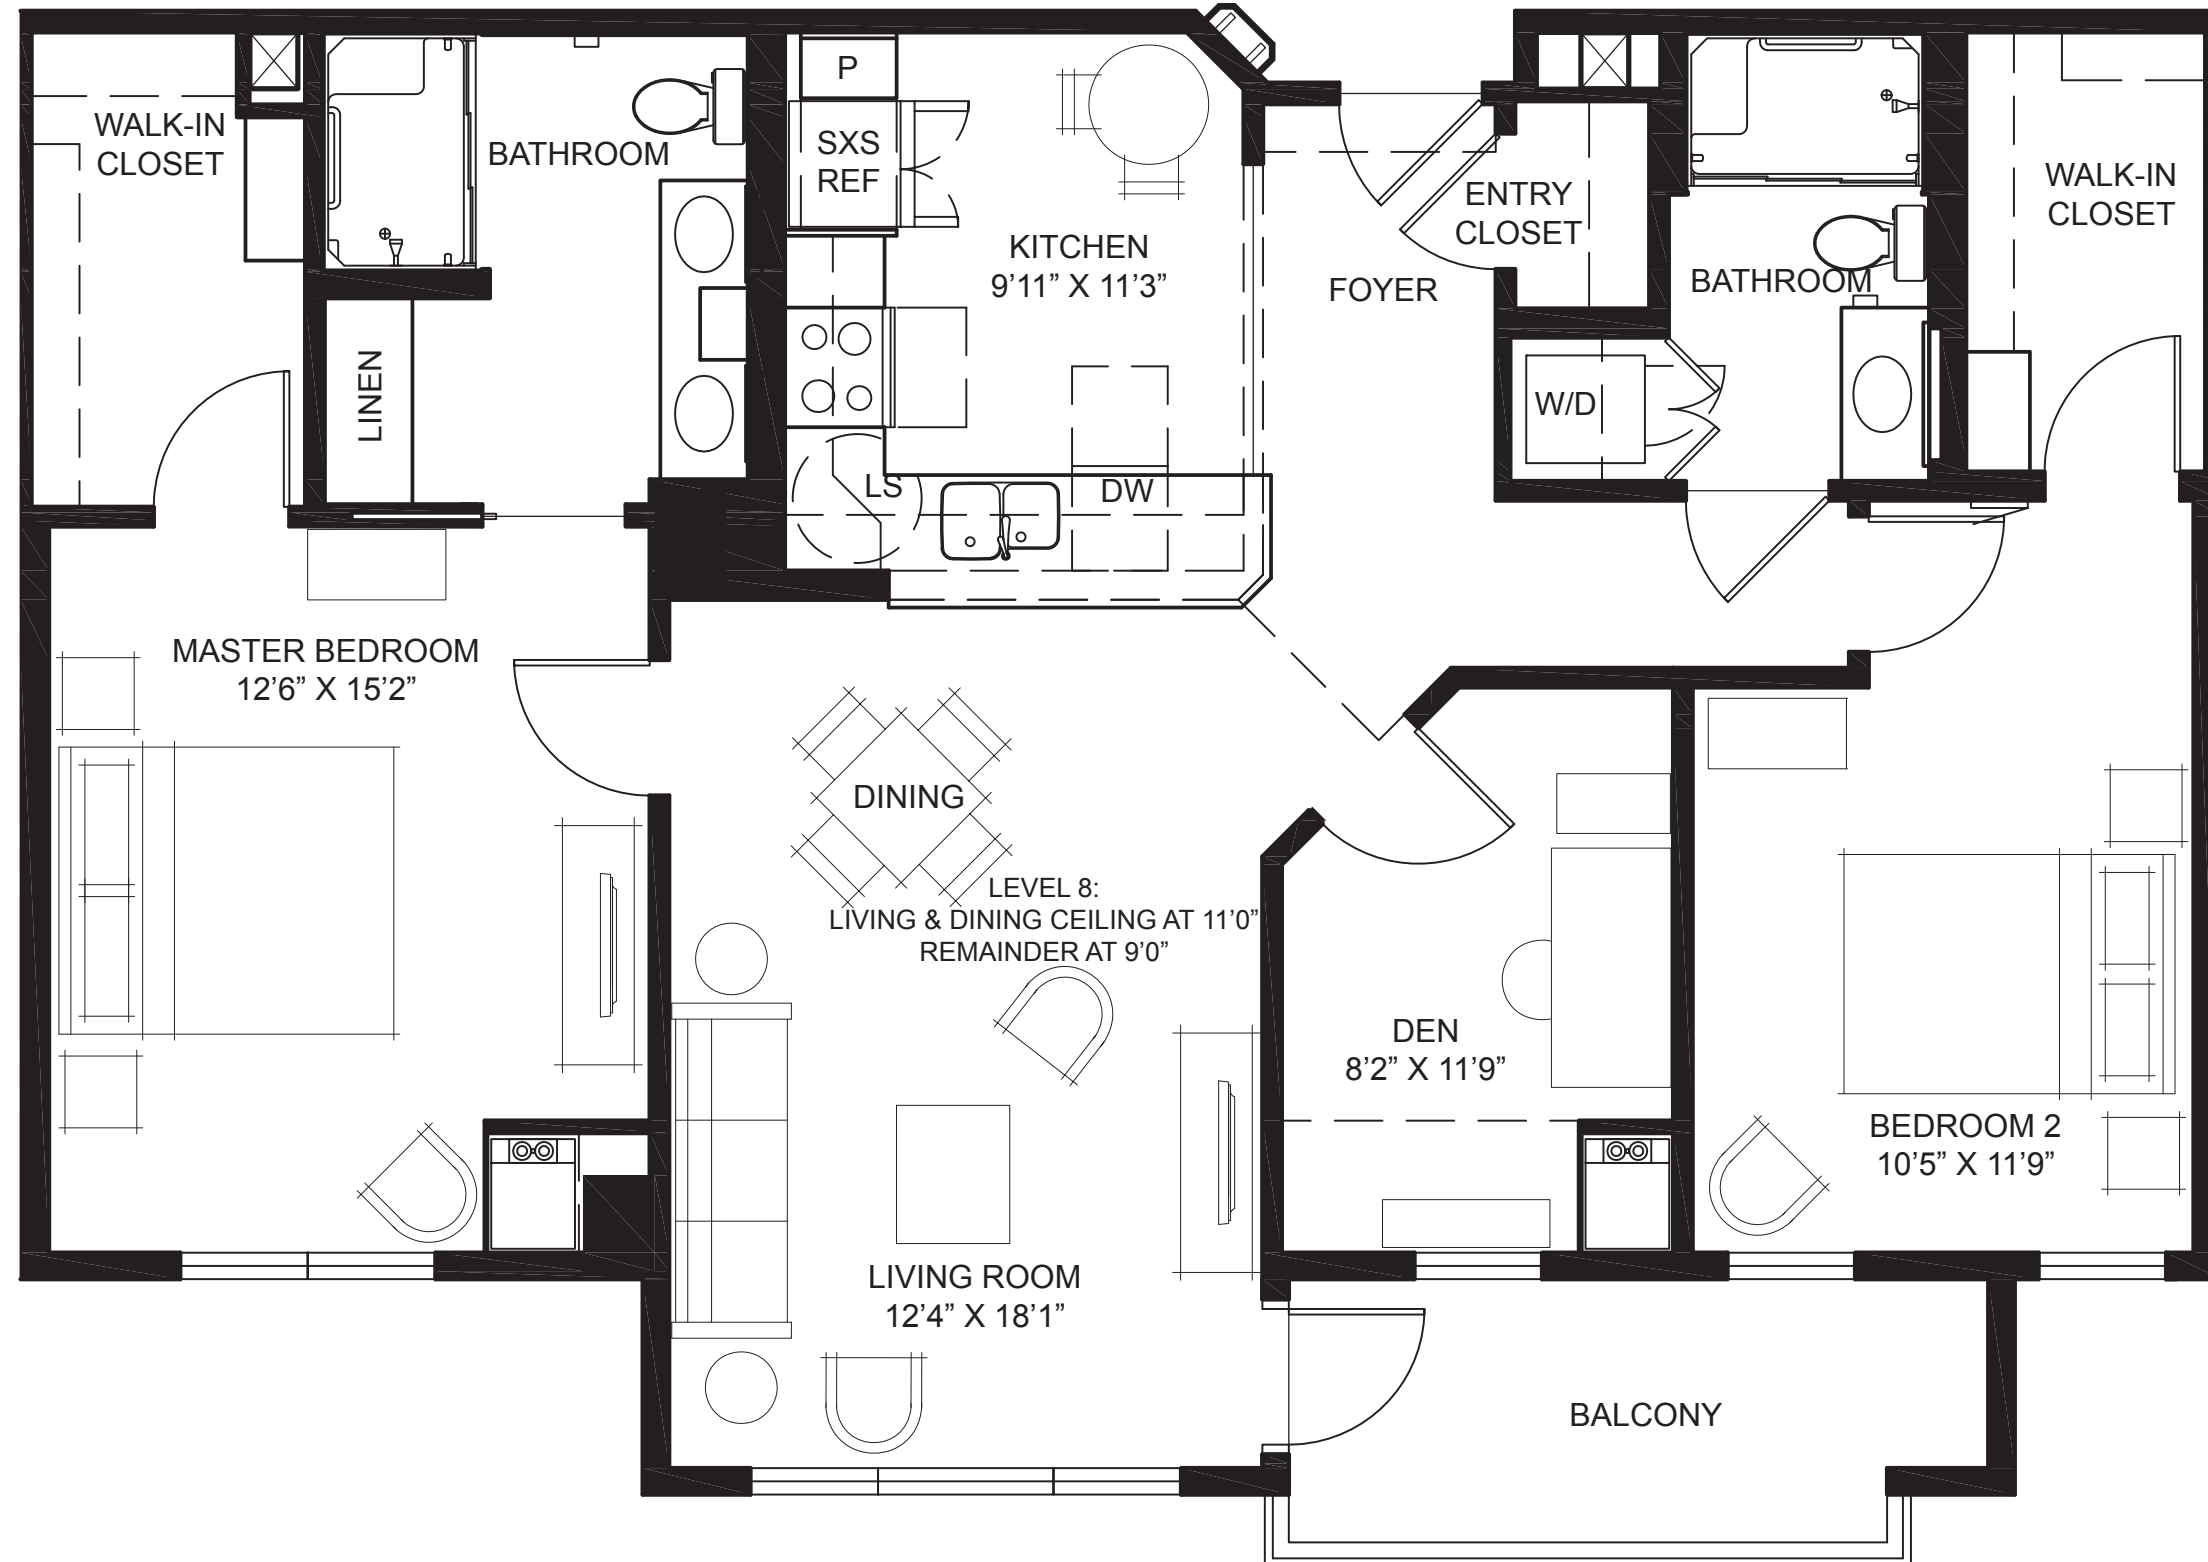 WALK-IN
CLOSET
BATHROOM
P
SXS
REF
KITCHEN
9’11” X 11’3”
FOYER
ENTRY
CLOSET
BATHROOM
WALK-IN
CLOSET
LINEN
W/D
LS
DW
MASTER BEDROOM
12’6” X 15’2”
DINING
LEVEL 8:
LIVING & DINING CEILING AT 11’0”
REMAINDER AT 9’0”
DEN
8’2” X 11’9”
BEDROOM 2
10’5” X 11’9”
LIVING ROOM
12’4” X 18’1”
BALCONY